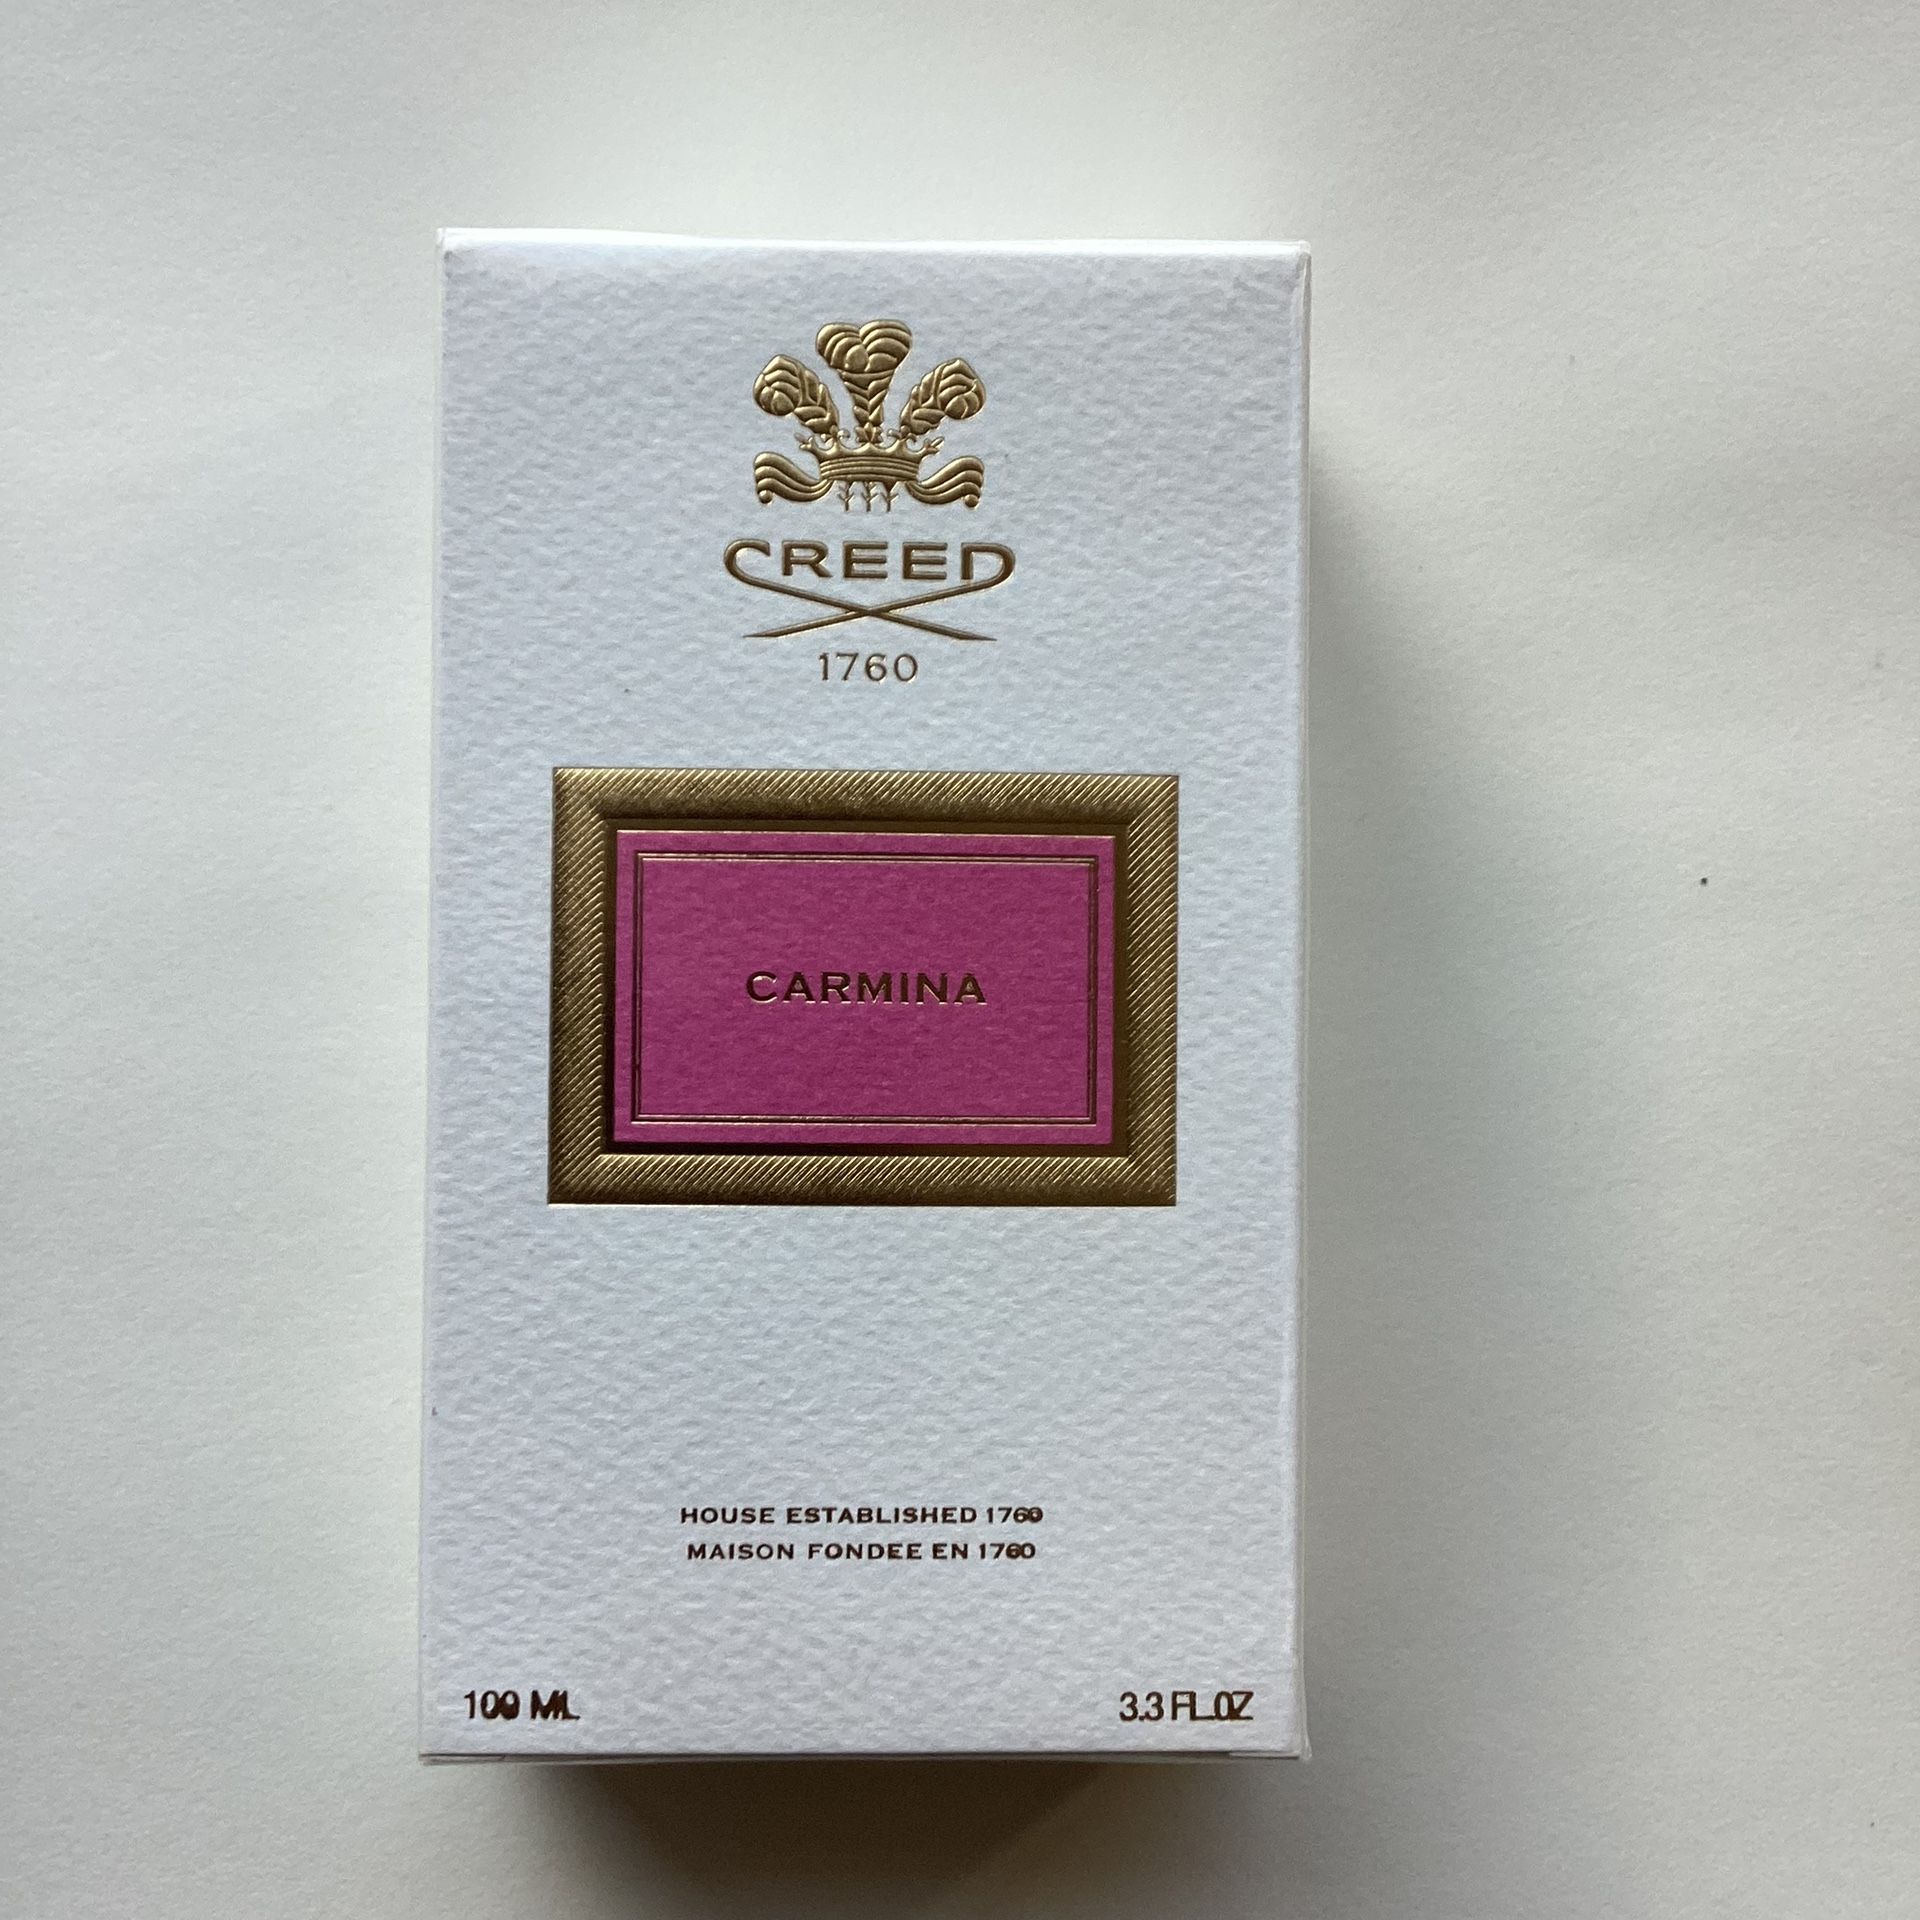 CREED
1760
CARMINA
HOUSE ESTABLISHED 1760
MAISON FONDEE EN 1760
100 ML
3.3 FL.OZ